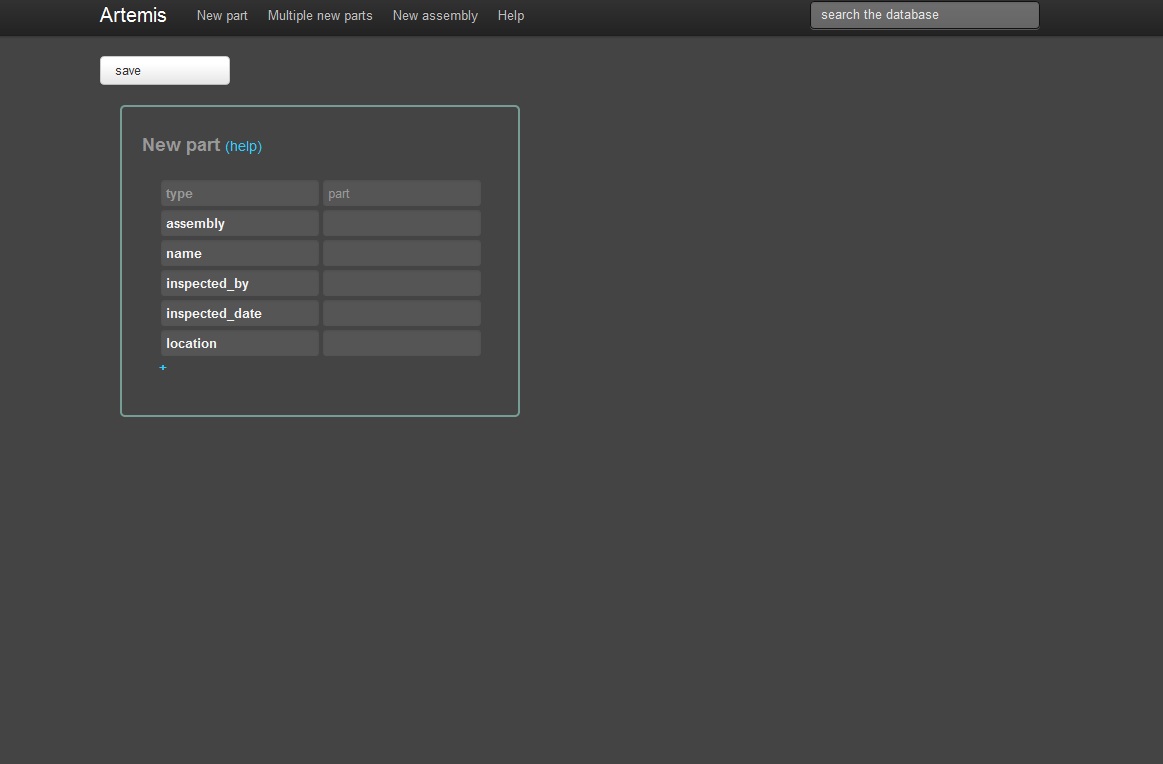 Artemis New part Multiple new parts New assembly Help search the database
save
New part (help)
type part
assembly
name
inspected_by
inspected_date
location
+